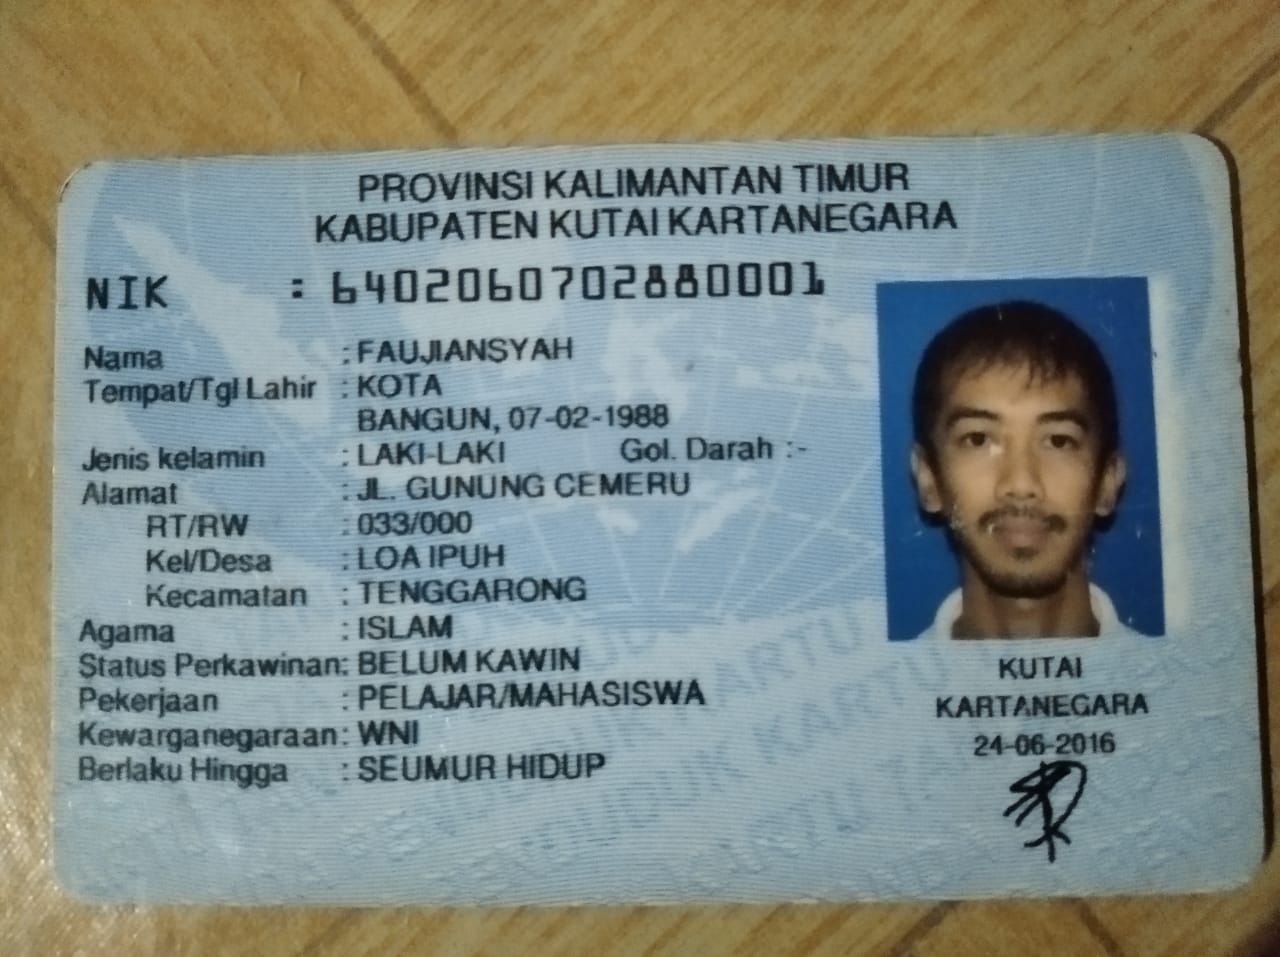 PROVINSI KALIMANTAN TIMUR
KABUPATEN KUTAI KARTANEGARA
NIK : 6402060702880001
Nama : FAUJIANSYAH
Tempat/Tgl Lahir : KOTA
BANGUN, 07-02-1988
Jenis kelamin : LAKI-LAKI Gol. Darah :-
Alamat : JL. GUNUNG CEMERU
RT/RW : 033/000
Kel/Desa : LOA IPUH
Kecamatan : TENGGARONG
Agama : ISLAM
Status Perkawinan: BELUM KAWIN
Pekerjaan : PELAJAR/MAHASISWA
Kewarganegaraan: WNI
Berlaku Hingga : SEUMUR HIDUP
KUTAI
KARTANEGARA
24-06-2016